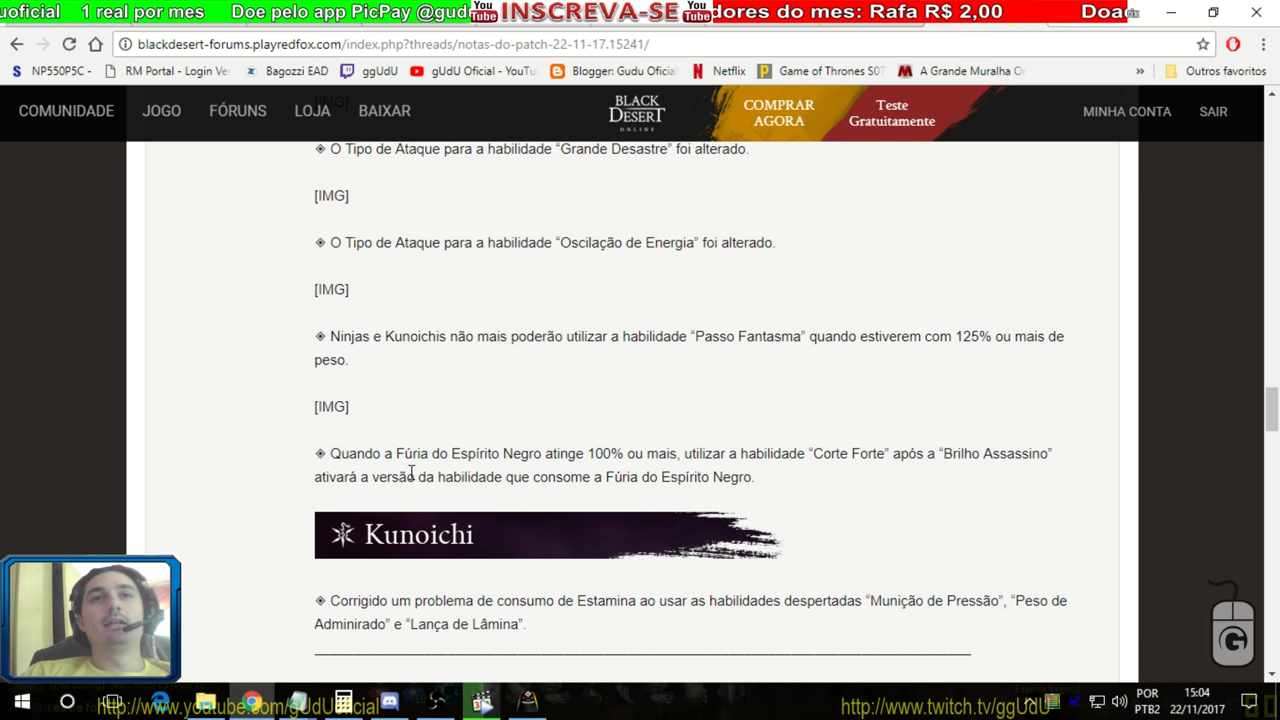 uoficial 1 real por mes Doe pelo app PicPay @gud You Tube INSCREVA-SE You Tube dores do mes: Rafa R$ 2,00 Doa
blackdesert-forums.playredfox.com/index.php?threads/notas-do-patch-22-11-17.15241/
S NP550P5C - RM Portal - Login Ve Bagozzi EAD ggUdU gUdU Oficial - YouTu Blogger: Gudu Oficia Netflix Game of Thrones S07 A Grande Muralha O » Outros favoritos
COMUNIDADE JOGO FÓRUNS LOJA BAIXAR BLACK DESERT ONLINE COMPRAR AGORA Teste Gratuitamente MINHA CONTA SAIR
[IMG]
◈ O Tipo de Ataque para a habilidade “Grande Desastre” foi alterado.
[IMG]
◈ O Tipo de Ataque para a habilidade “Oscilação de Energia” foi alterado.
[IMG]
◈ Ninjas e Kunoichis não mais poderão utilizar a habilidade “Passo Fantasma” quando estiverem com 125% ou mais de
peso.
[IMG]
◈ Quando a Fúria do Espírito Negro atinge 100% ou mais, utilizar a habilidade “Corte Forte” após a “Brilho Assassino”
ativará a versão da habilidade que consome a Fúria do Espírito Negro.
Kunoichi
◈ Corrigido um problema de consumo de Estamina ao usar as habilidades despertadas “Munição de Pressão”, “Peso de
Adminirado” e “Lança de Lâmina”.
G
http://www.youtube.com/gUdUoficial http://www.twitch.tv/ggUdU
POR 15:04
PTB2 22/11/2017